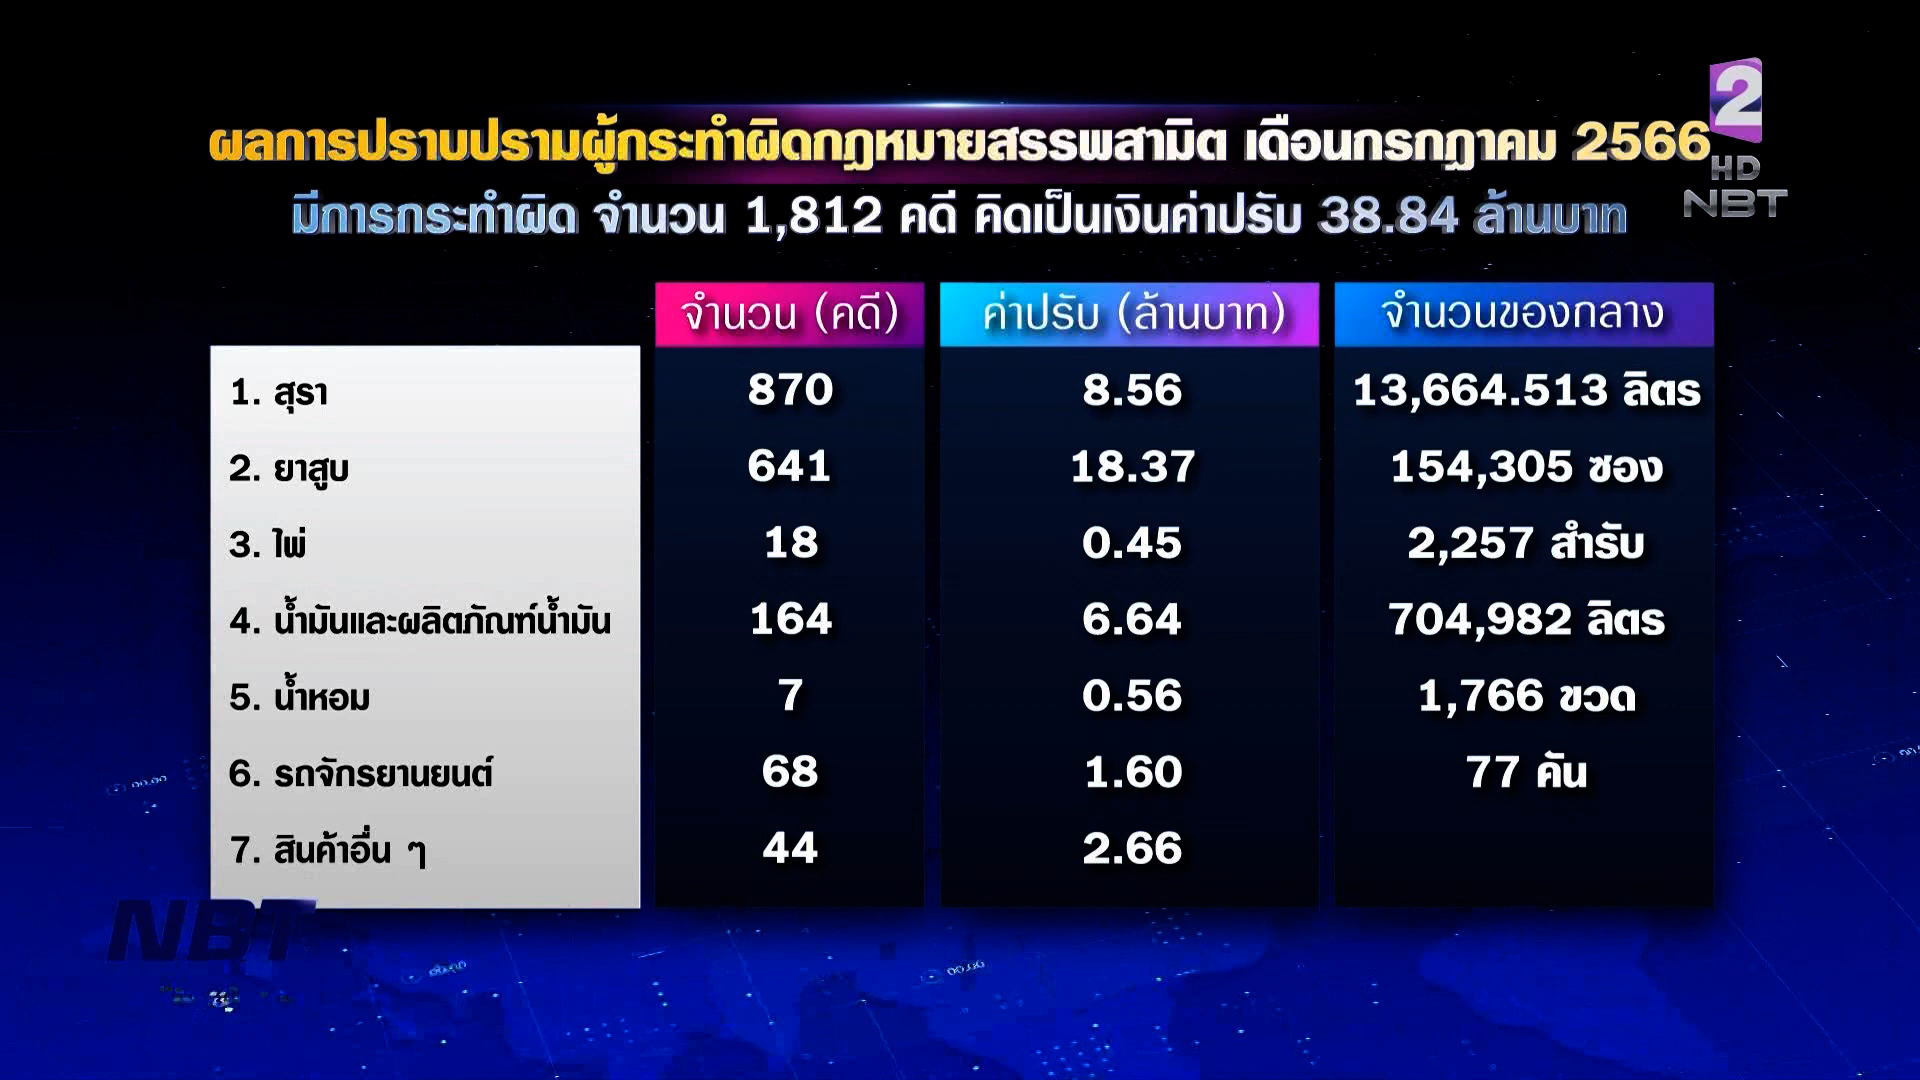 2
HD
NBT
ผลการปราบปรามผู้กระทำผิดกฎหมายสรรพสามิต เดือนกรกฎาคม 2566
มีการกระทำผิด จำนวน 1,812 คดี คิดเป็นเงินค่าปรับ 38.84 ล้านบาท
จำนวน (คดี) ค่าปรับ (ล้านบาท) จำนวนของกลาง
1. สุรา 870 8.56 13,664.513 ลิตร
2. ยาสูบ 641 18.37 154,305 ซอง
3. ไพ่ 18 0.45 2,257 สำรับ
4. น้ำมันและผลิตภัณฑ์น้ำมัน 164 6.64 704,982 ลิตร
5. น้ำหอม 7 0.56 1,766 ขวด
6. รถจักรยานยนต์ 68 1.60 77 คัน
7. สินค้าอื่น ๆ 44 2.66
NBT